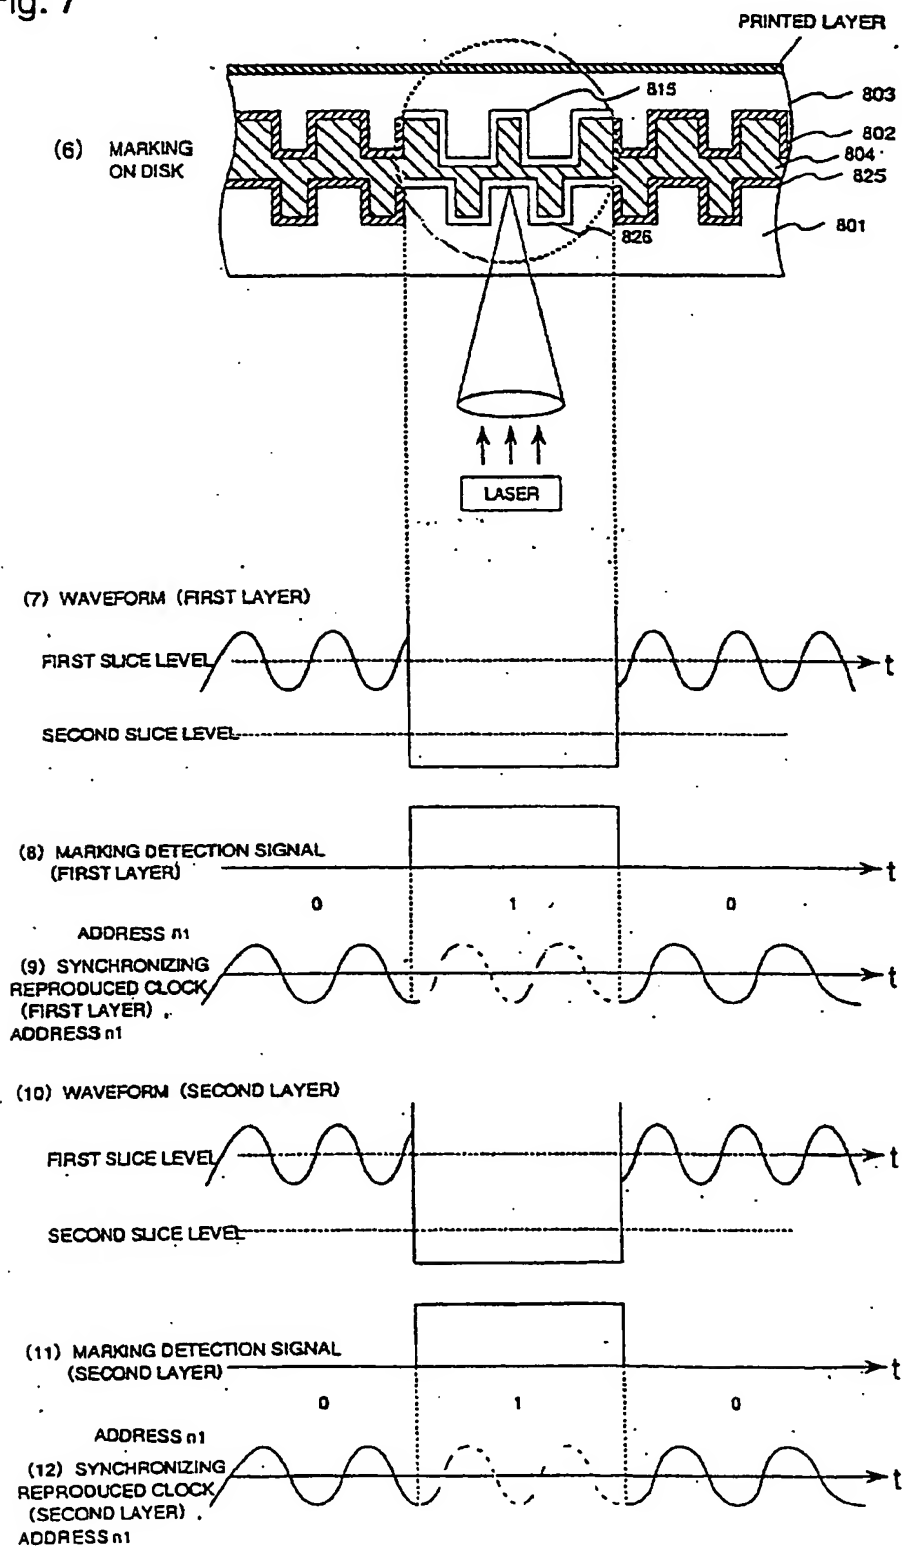 Fig. 7
PRINTED LAYER
815
803
(6) MARKING
ON DISK
802
804
825
826
801
LASER
(7) WAVEFORM (FIRST LAYER)
FIRST SLICE LEVEL
t
SECOND SLICE LEVEL
(8) MARKING DETECTION SIGNAL
(FIRST LAYER)
t
0
1
0
ADDRESS n1
(9) SYNCHRONIZING
REPRODUCED CLOCK
(FIRST LAYER)
ADDRESS n1
t
(10) WAVEFORM (SECOND LAYER)
FIRST SLICE LEVEL
t
SECOND SLICE LEVEL
(11) MARKING DETECTION SIGNAL
(SECOND LAYER)
t
0
1
0
ADDRESS n1
(12) SYNCHRONIZING
REPRODUCED CLOCK
(SECOND LAYER)
ADDRESS n1
t